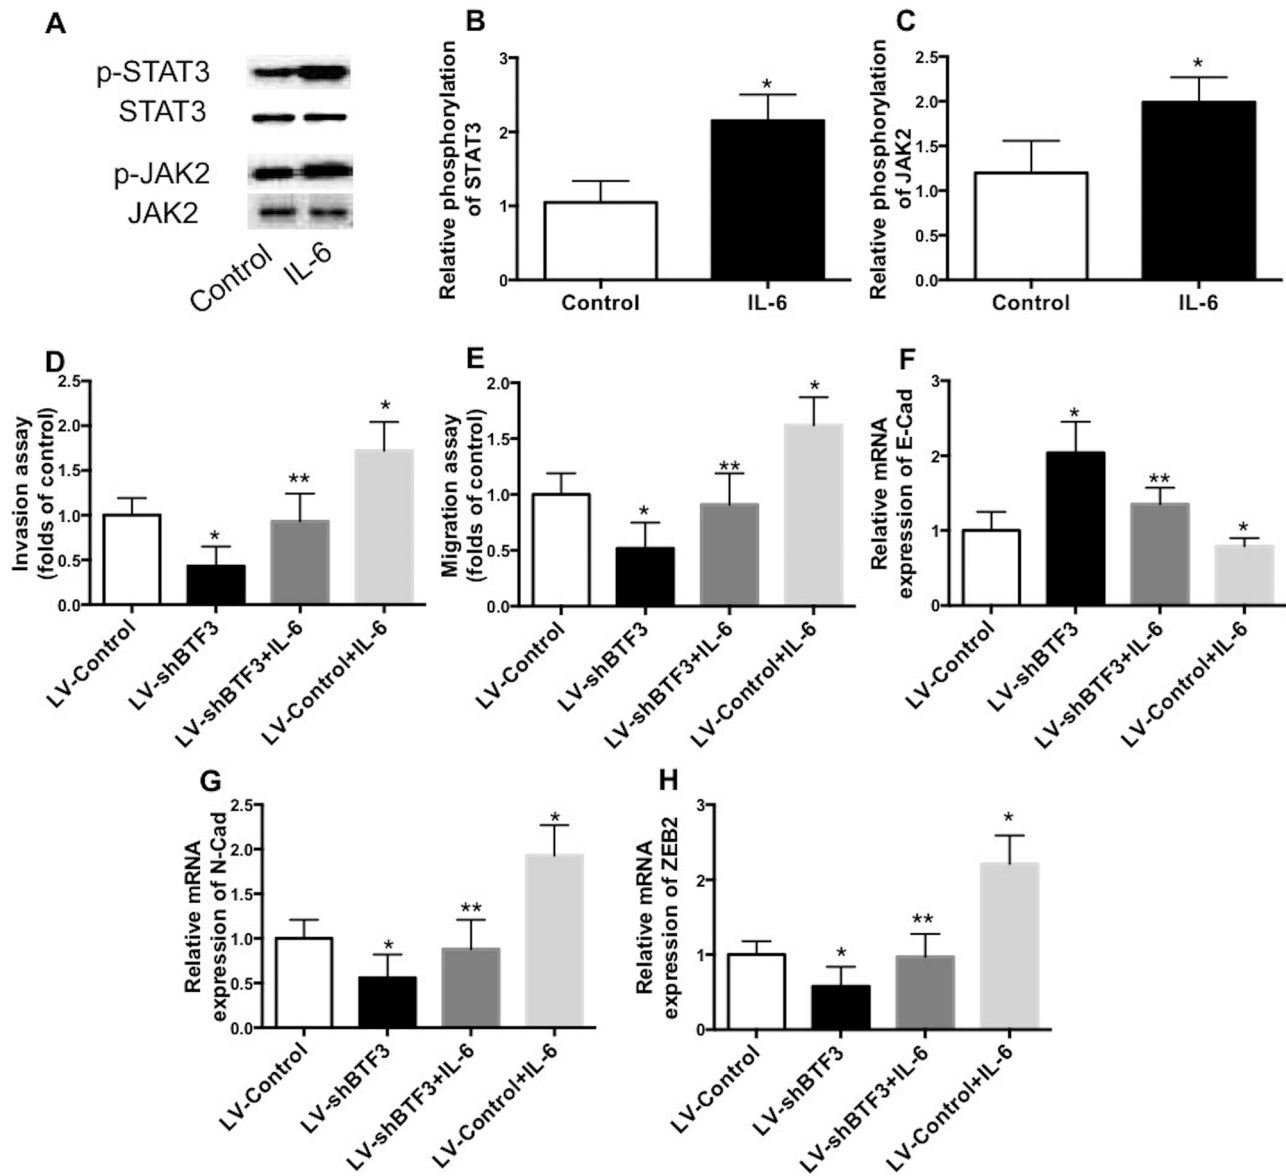 A
p-STAT3
STAT3
p-JAK2
JAK2
Control
IL-6
B
Relative phosphorylation
of STAT3
3
2
1
0
*
Control
IL-6
C
Relative phosphorylation
of JAK2
2.5
2.0
1.5
1.0
0.5
0.0
*
Control
IL-6
D
Invasion assay
(folds of control)
2.5
2.0
1.5
1.0
0.5
0.0
*
**
*
LV-Control
LV-shBTF3
LV-shBTF3+IL-6
LV-Control+IL-6
E
Migration assay
(folds of control)
2.0
1.5
1.0
0.5
0.0
*
**
*
LV-Control
LV-shBTF3
LV-shBTF3+IL-6
LV-Control+IL-6
F
Relative mRNA
expression of E-Cad
3
2
1
0
*
**
*
LV-Control
LV-shBTF3
LV-shBTF3+IL-6
LV-Control+IL-6
G
Relative mRNA
expression of N-Cad
2.5
2.0
1.5
1.0
0.5
0.0
*
**
*
LV-Control
LV-shBTF3
LV-shBTF3+IL-6
LV-Control+IL-6
H
Relative mRNA
expression of ZEB2
3
2
1
0
*
**
*
LV-Control
LV-shBTF3
LV-shBTF3+IL-6
LV-Control+IL-6